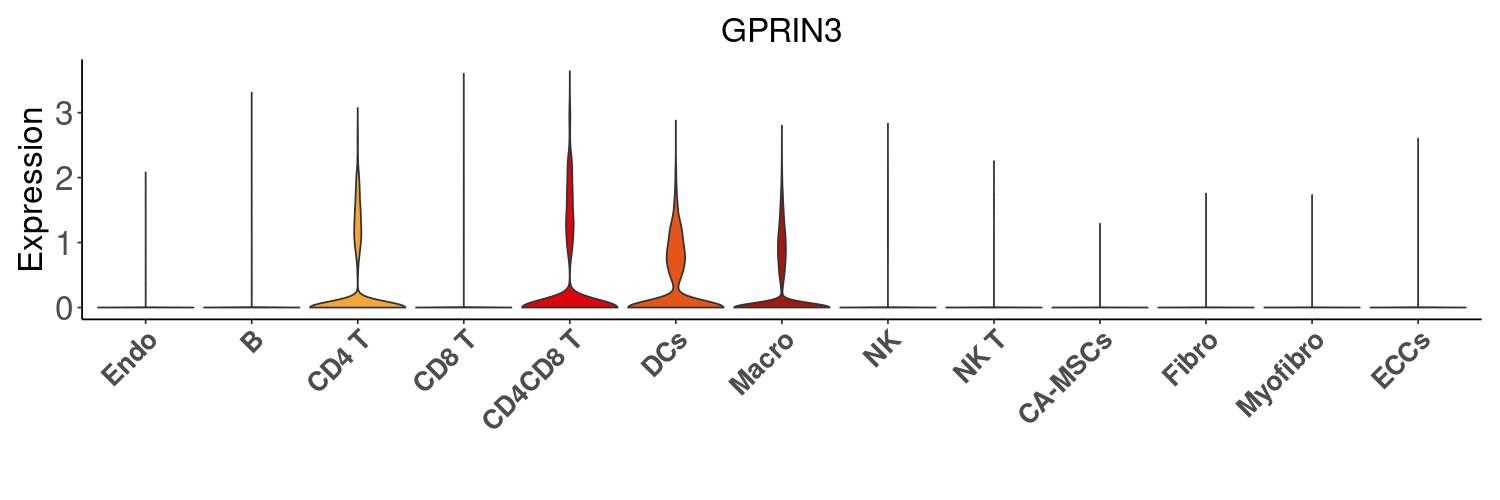 GPRIN3
Expression
3
2
1
0
Endo
B
CD4 T
CD8 T
CD4CD8 T
DCs
Macro
NK
NK T
CA-MSCs
Fibro
Myofibro
ECCs